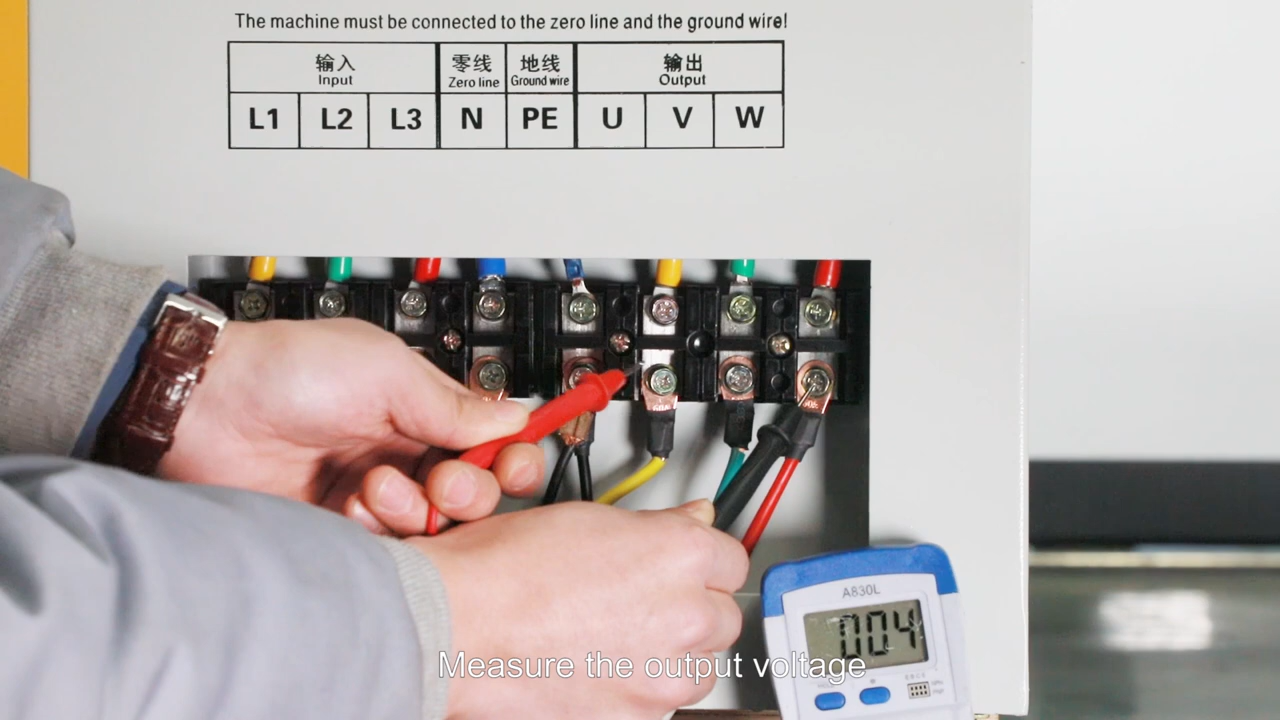 The machine must be connected to the zero line and the ground wire!
输入 零线 地线 输出
Input Zero line Ground wire Output
L1 L2 L3 N PE U V W
A830L
004
Measure the output voltage